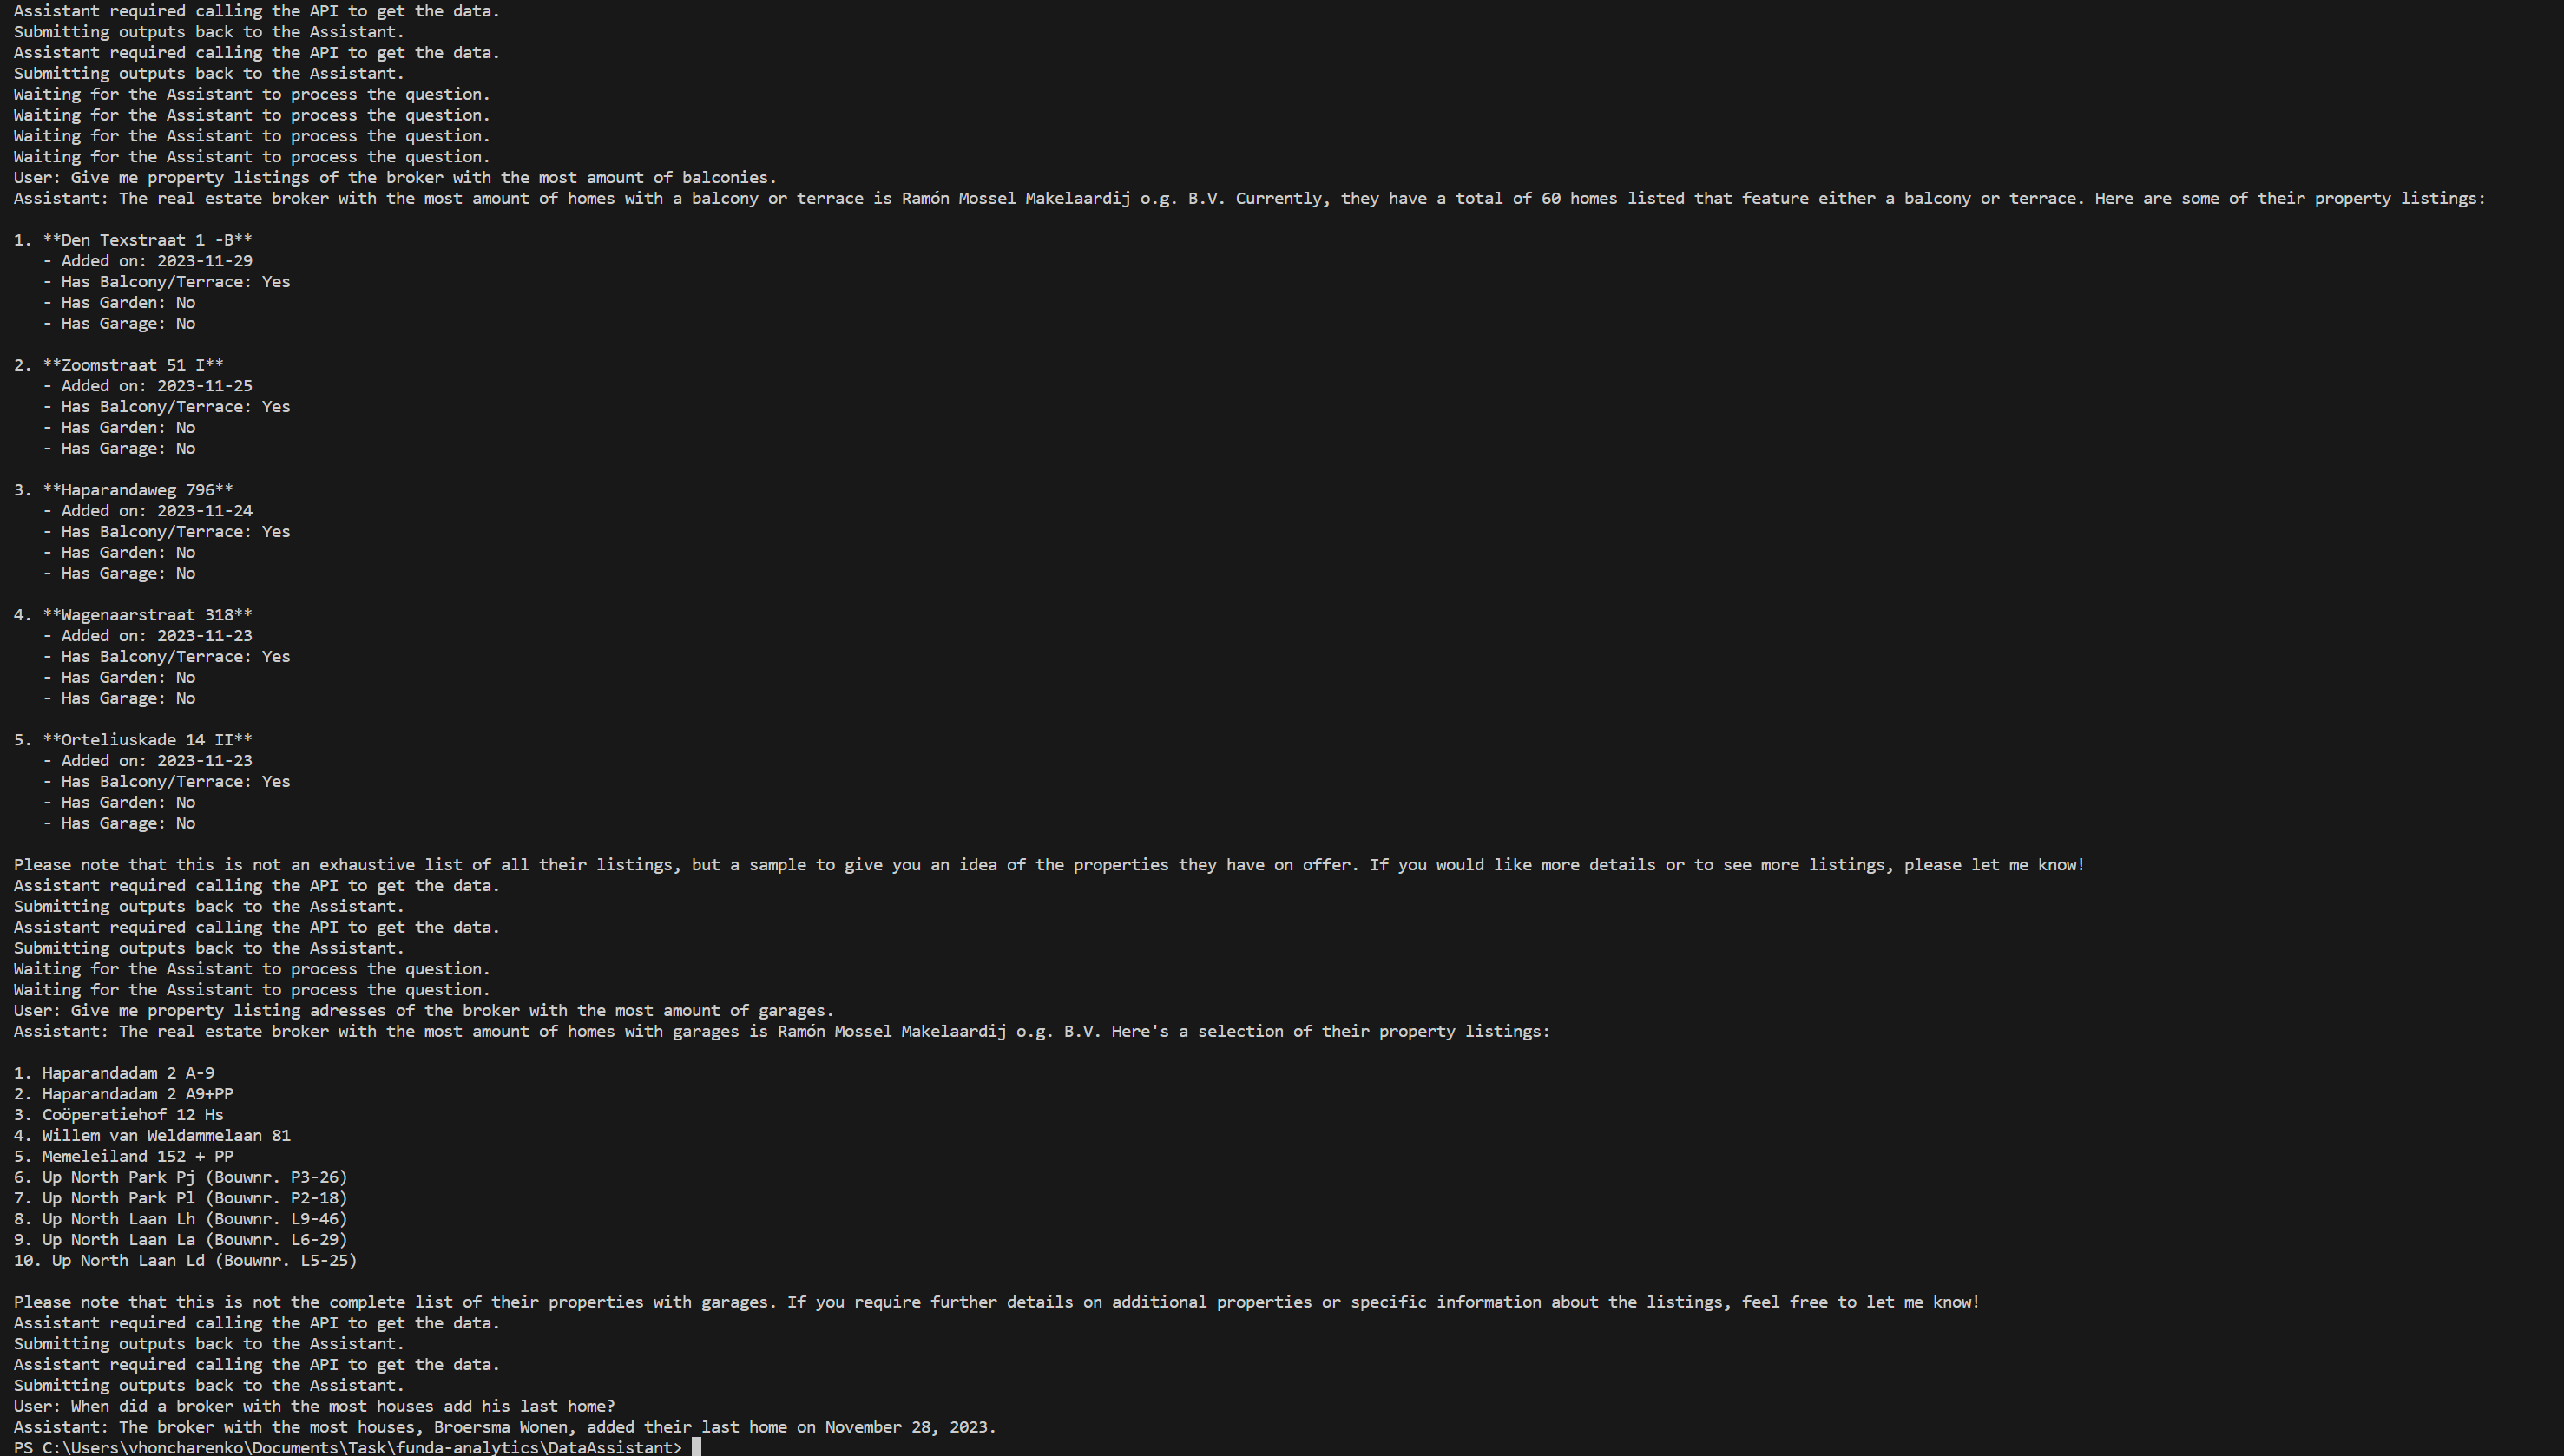 Assistant required calling the API to get the data.
Submitting outputs back to the Assistant.
Assistant required calling the API to get the data.
Submitting outputs back to the Assistant.
Waiting for the Assistant to process the question.
Waiting for the Assistant to process the question.
Waiting for the Assistant to process the question.
Waiting for the Assistant to process the question.
User: Give me property listings of the broker with the most amount of balconies.
Assistant: The real estate broker with the most amount of homes with a balcony or terrace is Ramón Mossel Makelaardij o.g. B.V. Currently, they have a total of 60 homes listed that feature either a balcony or terrace. Here are some of their property listings:
1. **Den Texstraat 1 -B**
- Added on: 2023-11-29
- Has Balcony/Terrace: Yes
- Has Garden: No
- Has Garage: No
2. **Zoomstraat 51 I**
- Added on: 2023-11-25
- Has Balcony/Terrace: Yes
- Has Garden: No
- Has Garage: No
3. **Haparandaweg 796**
- Added on: 2023-11-24
- Has Balcony/Terrace: Yes
- Has Garden: No
- Has Garage: No
4. **Wagenaarstraat 318**
- Added on: 2023-11-23
- Has Balcony/Terrace: Yes
- Has Garden: No
- Has Garage: No
5. **Orteliuskade 14 II**
- Added on: 2023-11-23
- Has Balcony/Terrace: Yes
- Has Garden: No
- Has Garage: No
Please note that this is not an exhaustive list of all their listings, but a sample to give you an idea of the properties they have on offer. If you would like more details or to see more listings, please let me know!
Assistant required calling the API to get the data.
Submitting outputs back to the Assistant.
Assistant required calling the API to get the data.
Submitting outputs back to the Assistant.
Waiting for the Assistant to process the question.
Waiting for the Assistant to process the question.
User: Give me property listing adresses of the broker with the most amount of garages.
Assistant: The real estate broker with the most amount of homes with garages is Ramón Mossel Makelaardij o.g. B.V. Here's a selection of their property listings:
1. Haparandadam 2 A-9
2. Haparandadam 2 A9+PP
3. Coöperatiehof 12 Hs
4. Willem van Weldammelaan 81
5. Memeleiland 152 + PP
6. Up North Park Pj (Bouwnr. P3-26)
7. Up North Park Pl (Bouwnr. P2-18)
8. Up North Laan Lh (Bouwnr. L9-46)
9. Up North Laan La (Bouwnr. L6-29)
10. Up North Laan Ld (Bouwnr. L5-25)
Please note that this is not the complete list of their properties with garages. If you require further details on additional properties or specific information about the listings, feel free to let me know!
Assistant required calling the API to get the data.
Submitting outputs back to the Assistant.
Assistant required calling the API to get the data.
Submitting outputs back to the Assistant.
User: When did a broker with the most houses add his last home?
Assistant: The broker with the most houses, Broersma Wonen, added their last home on November 28, 2023.
PS C:\Users\vhoncharenko\Documents\Task\funda-analytics\DataAssistant>